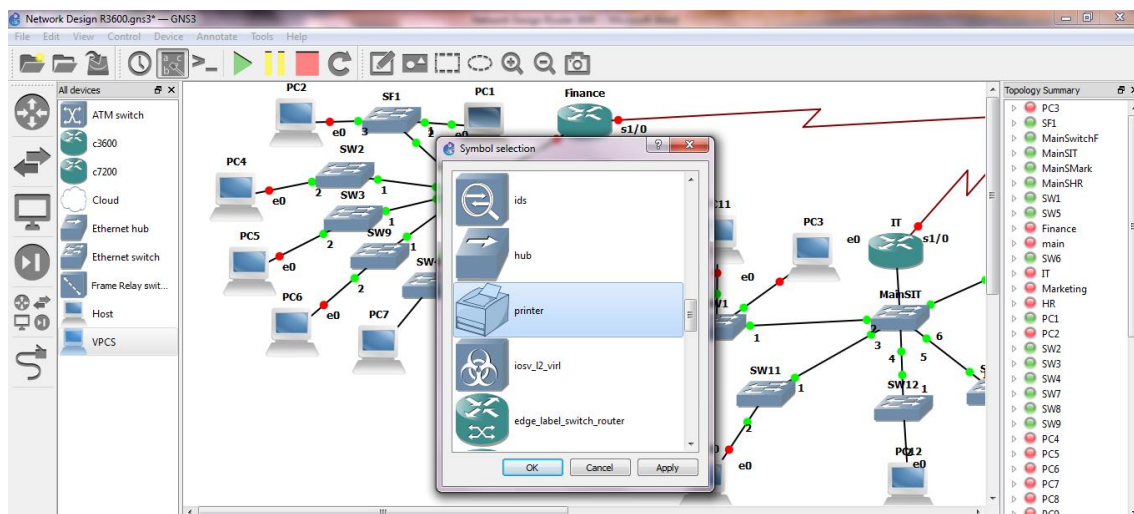 Network Design R3600.gns3* — GNS3
File Edit View Control Device Annotate Tools Help
All devices
ATM switch
c3600
c7200
Cloud
Ethernet hub
Ethernet switch
Frame Relay swit...
Host
VPCS
PC2
SF1
PC1
Finance
e0
3
s1/0
SW2
PC4
2
1
e0
SW3
PC5
2
1
SW9
e0
1
PC6
2
e0
PC7
Symbol selection
ids
hub
printer
iosv_l2_virl
edge_label_switch_router
OK Cancel Apply
PC3
e0
IT
s1/0
e0
1
MainSIT
2
3
4
5
6
SW11
1
2
e0
SW12
1
e0
Topology Summary
PC3
SF1
MainSwitchF
MainSIT
MainSMark
MainSHR
SW1
SW5
Finance
main
SW6
IT
Marketing
HR
PC1
PC2
SW2
SW3
SW4
SW7
SW8
SW9
PC4
PC5
PC6
PC7
PC8